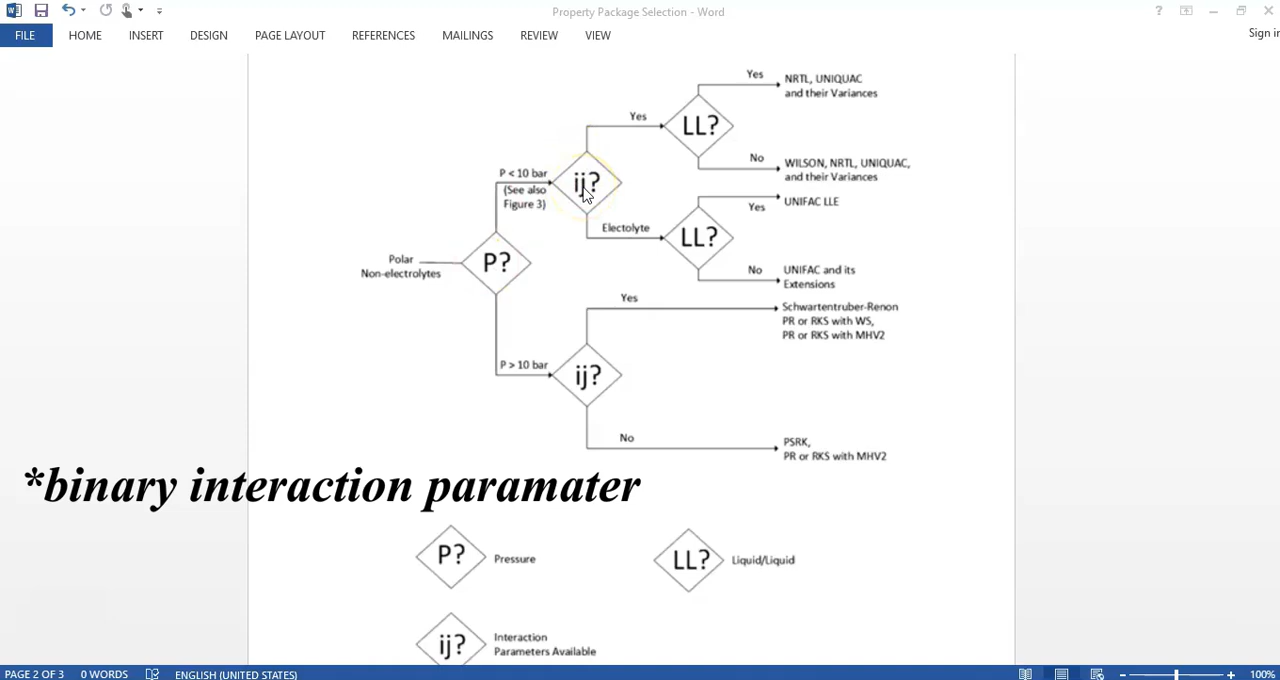 Property Package Selection - Word
?
Sign in
FILE HOME INSERT DESIGN PAGE LAYOUT REFERENCES MAILINGS REVIEW VIEW
Yes
NRTL, UNIQUAC
and their Variances
LL?
Yes
No
WILSON, NRTL, UNIQUAC,
and their Variances
P < 10 bar
(See also
Figure 3)
ij?
Yes
UNIFAC LLE
Electolyte
LL?
No
UNIFAC and its
Extensions
Polar
Non-electrolytes
P?
Yes
Schwartentruber-Renon
PR or RKS with WS,
PR or RKS with MHV2
P > 10 bar
ij?
No
PSRK,
PR or RKS with MHV2
*binary interaction paramater
P?
Pressure
LL?
Liquid/Liquid
ij?
Interaction
Parameters Available
PAGE 2 OF 3 0 WORDS ENGLISH (UNITED STATES) 100%